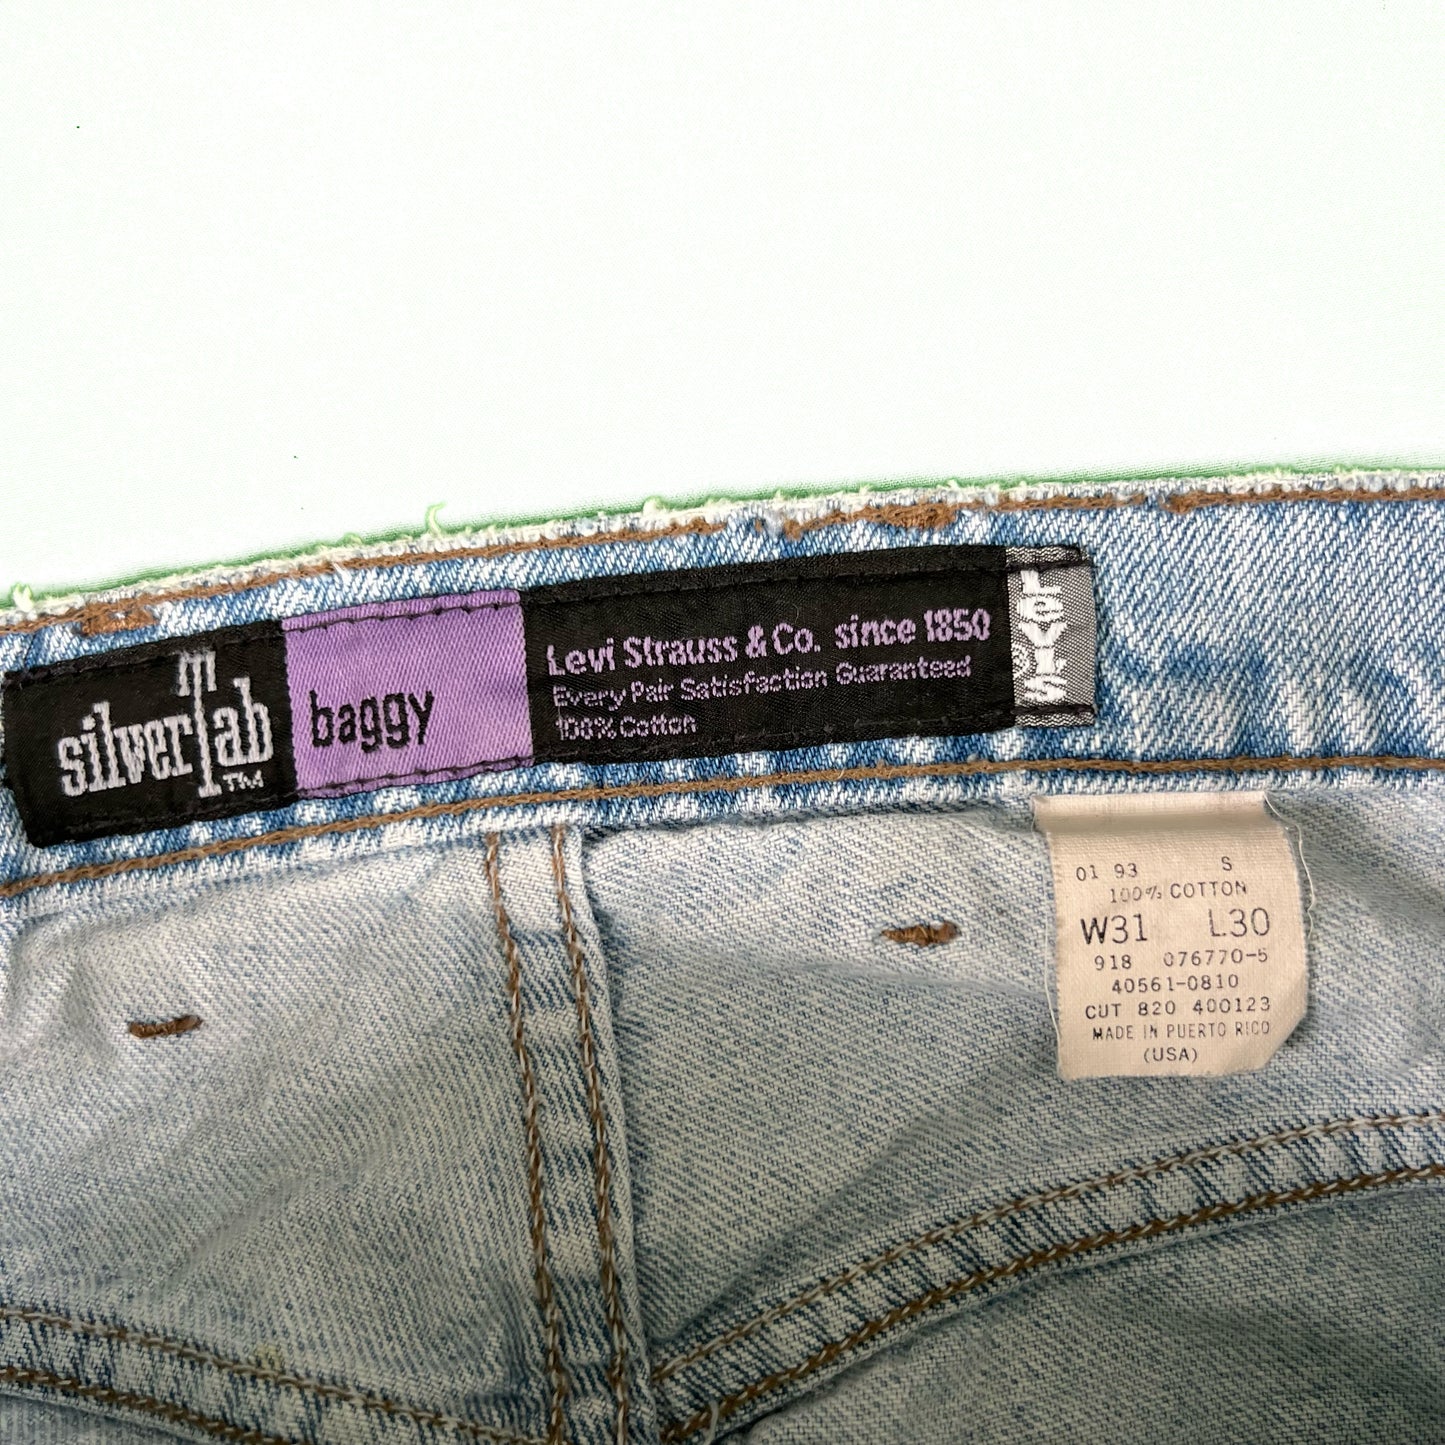 silverTab
TM
baggy
Levi Strauss & Co. since 1850
Every Pair Satisfaction Guaranteed
100% Cotton
Levi's
01 93 S
100% COTTON
W31 L30
918 076770-5
40561-0810
CUT 820 400123
MADE IN PUERTO RICO
(USA)